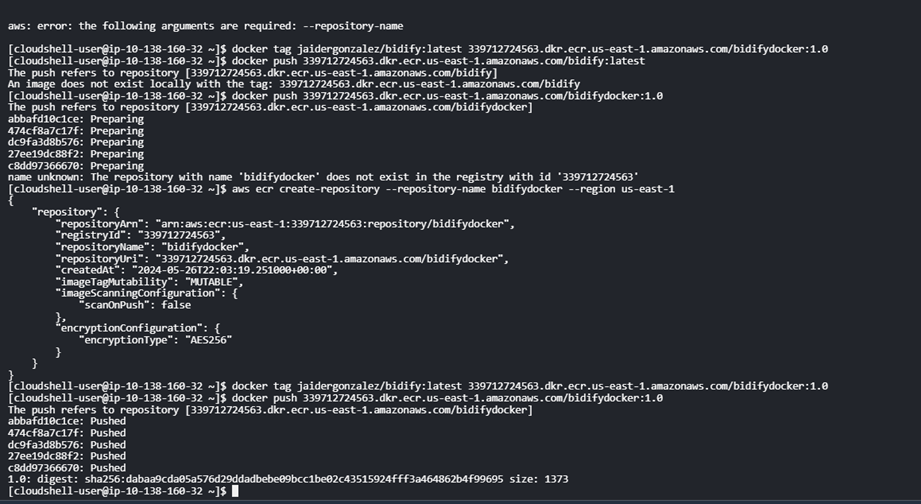 aws: error: the following arguments are required: --repository-name
[cloudshell-user@ip-10-138-160-32 ~]$ docker tag jaidergonzalez/bidify:latest 339712724563.dkr.ecr.us-east-1.amazonaws.com/bidifydocker:1.0
[cloudshell-user@ip-10-138-160-32 ~]$ docker push 339712724563.dkr.ecr.us-east-1.amazonaws.com/bidify:latest
The push refers to repository [339712724563.dkr.ecr.us-east-1.amazonaws.com/bidify]
An image does not exist locally with the tag: 339712724563.dkr.ecr.us-east-1.amazonaws.com/bidify
[cloudshell-user@ip-10-138-160-32 ~]$ docker push 339712724563.dkr.ecr.us-east-1.amazonaws.com/bidifydocker:1.0
The push refers to repository [339712724563.dkr.ecr.us-east-1.amazonaws.com/bidifydocker]
abbafd10c1ce: Preparing
474cf8a7c17f: Preparing
dc9fa3d8b576: Preparing
27ee19dc88f2: Preparing
c8dd97366670: Preparing
name unknown: The repository with name 'bidifydocker' does not exist in the registry with id '339712724563'
[cloudshell-user@ip-10-138-160-32 ~]$ aws ecr create-repository --repository-name bidifydocker --region us-east-1
{
    "repository": {
        "repositoryArn": "arn:aws:ecr:us-east-1:339712724563:repository/bidifydocker",
        "registryId": "339712724563",
        "repositoryName": "bidifydocker",
        "repositoryUri": "339712724563.dkr.ecr.us-east-1.amazonaws.com/bidifydocker",
        "createdAt": "2024-05-26T22:03:19.251000+00:00",
        "imageTagMutability": "MUTABLE",
        "imageScanningConfiguration": {
            "scanOnPush": false
        },
        "encryptionConfiguration": {
            "encryptionType": "AES256"
        }
    }
}
[cloudshell-user@ip-10-138-160-32 ~]$ docker tag jaidergonzalez/bidify:latest 339712724563.dkr.ecr.us-east-1.amazonaws.com/bidifydocker:1.0
[cloudshell-user@ip-10-138-160-32 ~]$ docker push 339712724563.dkr.ecr.us-east-1.amazonaws.com/bidifydocker:1.0
The push refers to repository [339712724563.dkr.ecr.us-east-1.amazonaws.com/bidifydocker]
abbafd10c1ce: Pushed
474cf8a7c17f: Pushed
dc9fa3d8b576: Pushed
27ee19dc88f2: Pushed
c8dd97366670: Pushed
1.0: digest: sha256:dabaa9cda05a576d29ddadbebe09bcc1be02c43515924fff3a464862b4f99695 size: 1373
[cloudshell-user@ip-10-138-160-32 ~]$